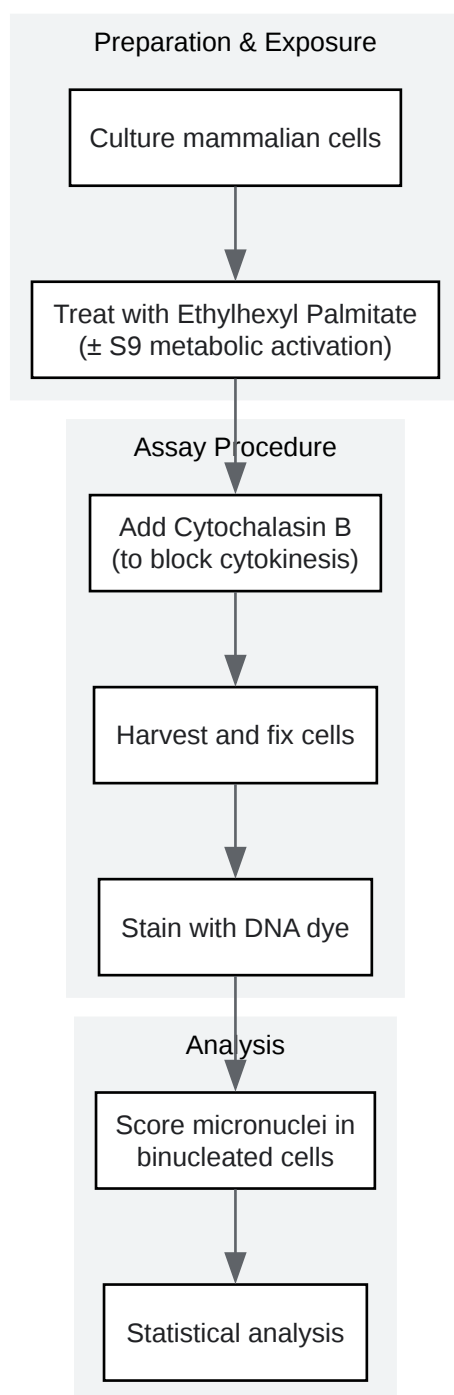 Preparation & Exposure
Culture mammalian cells
Treat with Ethylhexyl Palmitate
(± S9 metabolic activation)
Assay Procedure
Add Cytochalasin B
(to block cytokinesis)
Harvest and fix cells
Stain with DNA dye
Analysis
Score micronuclei in
binucleated cells
Statistical analysis